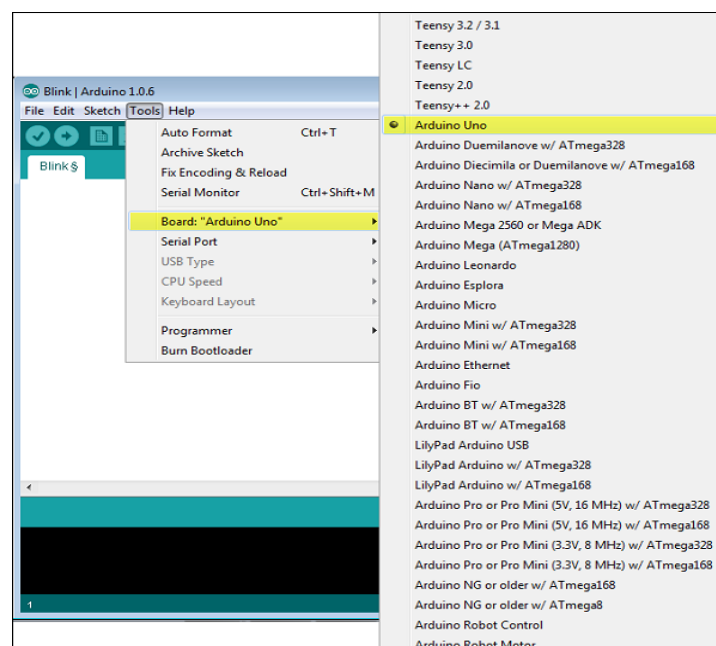 Blink | Arduino 1.0.6
File Edit Sketch Tools Help
Blink §
Auto Format Ctrl+T
Archive Sketch
Fix Encoding & Reload
Serial Monitor Ctrl+Shift+M
Board: "Arduino Uno"
Serial Port
USB Type
CPU Speed
Keyboard Layout
Programmer
Burn Bootloader
1
Teensy 3.2 / 3.1
Teensy 3.0
Teensy LC
Teensy 2.0
Teensy++ 2.0
Arduino Uno
Arduino Duemilanove w/ ATmega328
Arduino Diecimila or Duemilanove w/ ATmega168
Arduino Nano w/ ATmega328
Arduino Nano w/ ATmega168
Arduino Mega 2560 or Mega ADK
Arduino Mega (ATmega1280)
Arduino Leonardo
Arduino Esplora
Arduino Micro
Arduino Mini w/ ATmega328
Arduino Mini w/ ATmega168
Arduino Ethernet
Arduino Fio
Arduino BT w/ ATmega328
Arduino BT w/ ATmega168
LilyPad Arduino USB
LilyPad Arduino w/ ATmega328
LilyPad Arduino w/ ATmega168
Arduino Pro or Pro Mini (5V, 16 MHz) w/ ATmega328
Arduino Pro or Pro Mini (5V, 16 MHz) w/ ATmega168
Arduino Pro or Pro Mini (3.3V, 8 MHz) w/ ATmega328
Arduino Pro or Pro Mini (3.3V, 8 MHz) w/ ATmega168
Arduino NG or older w/ ATmega168
Arduino NG or older w/ ATmega8
Arduino Robot Control
Arduino Robot Motor